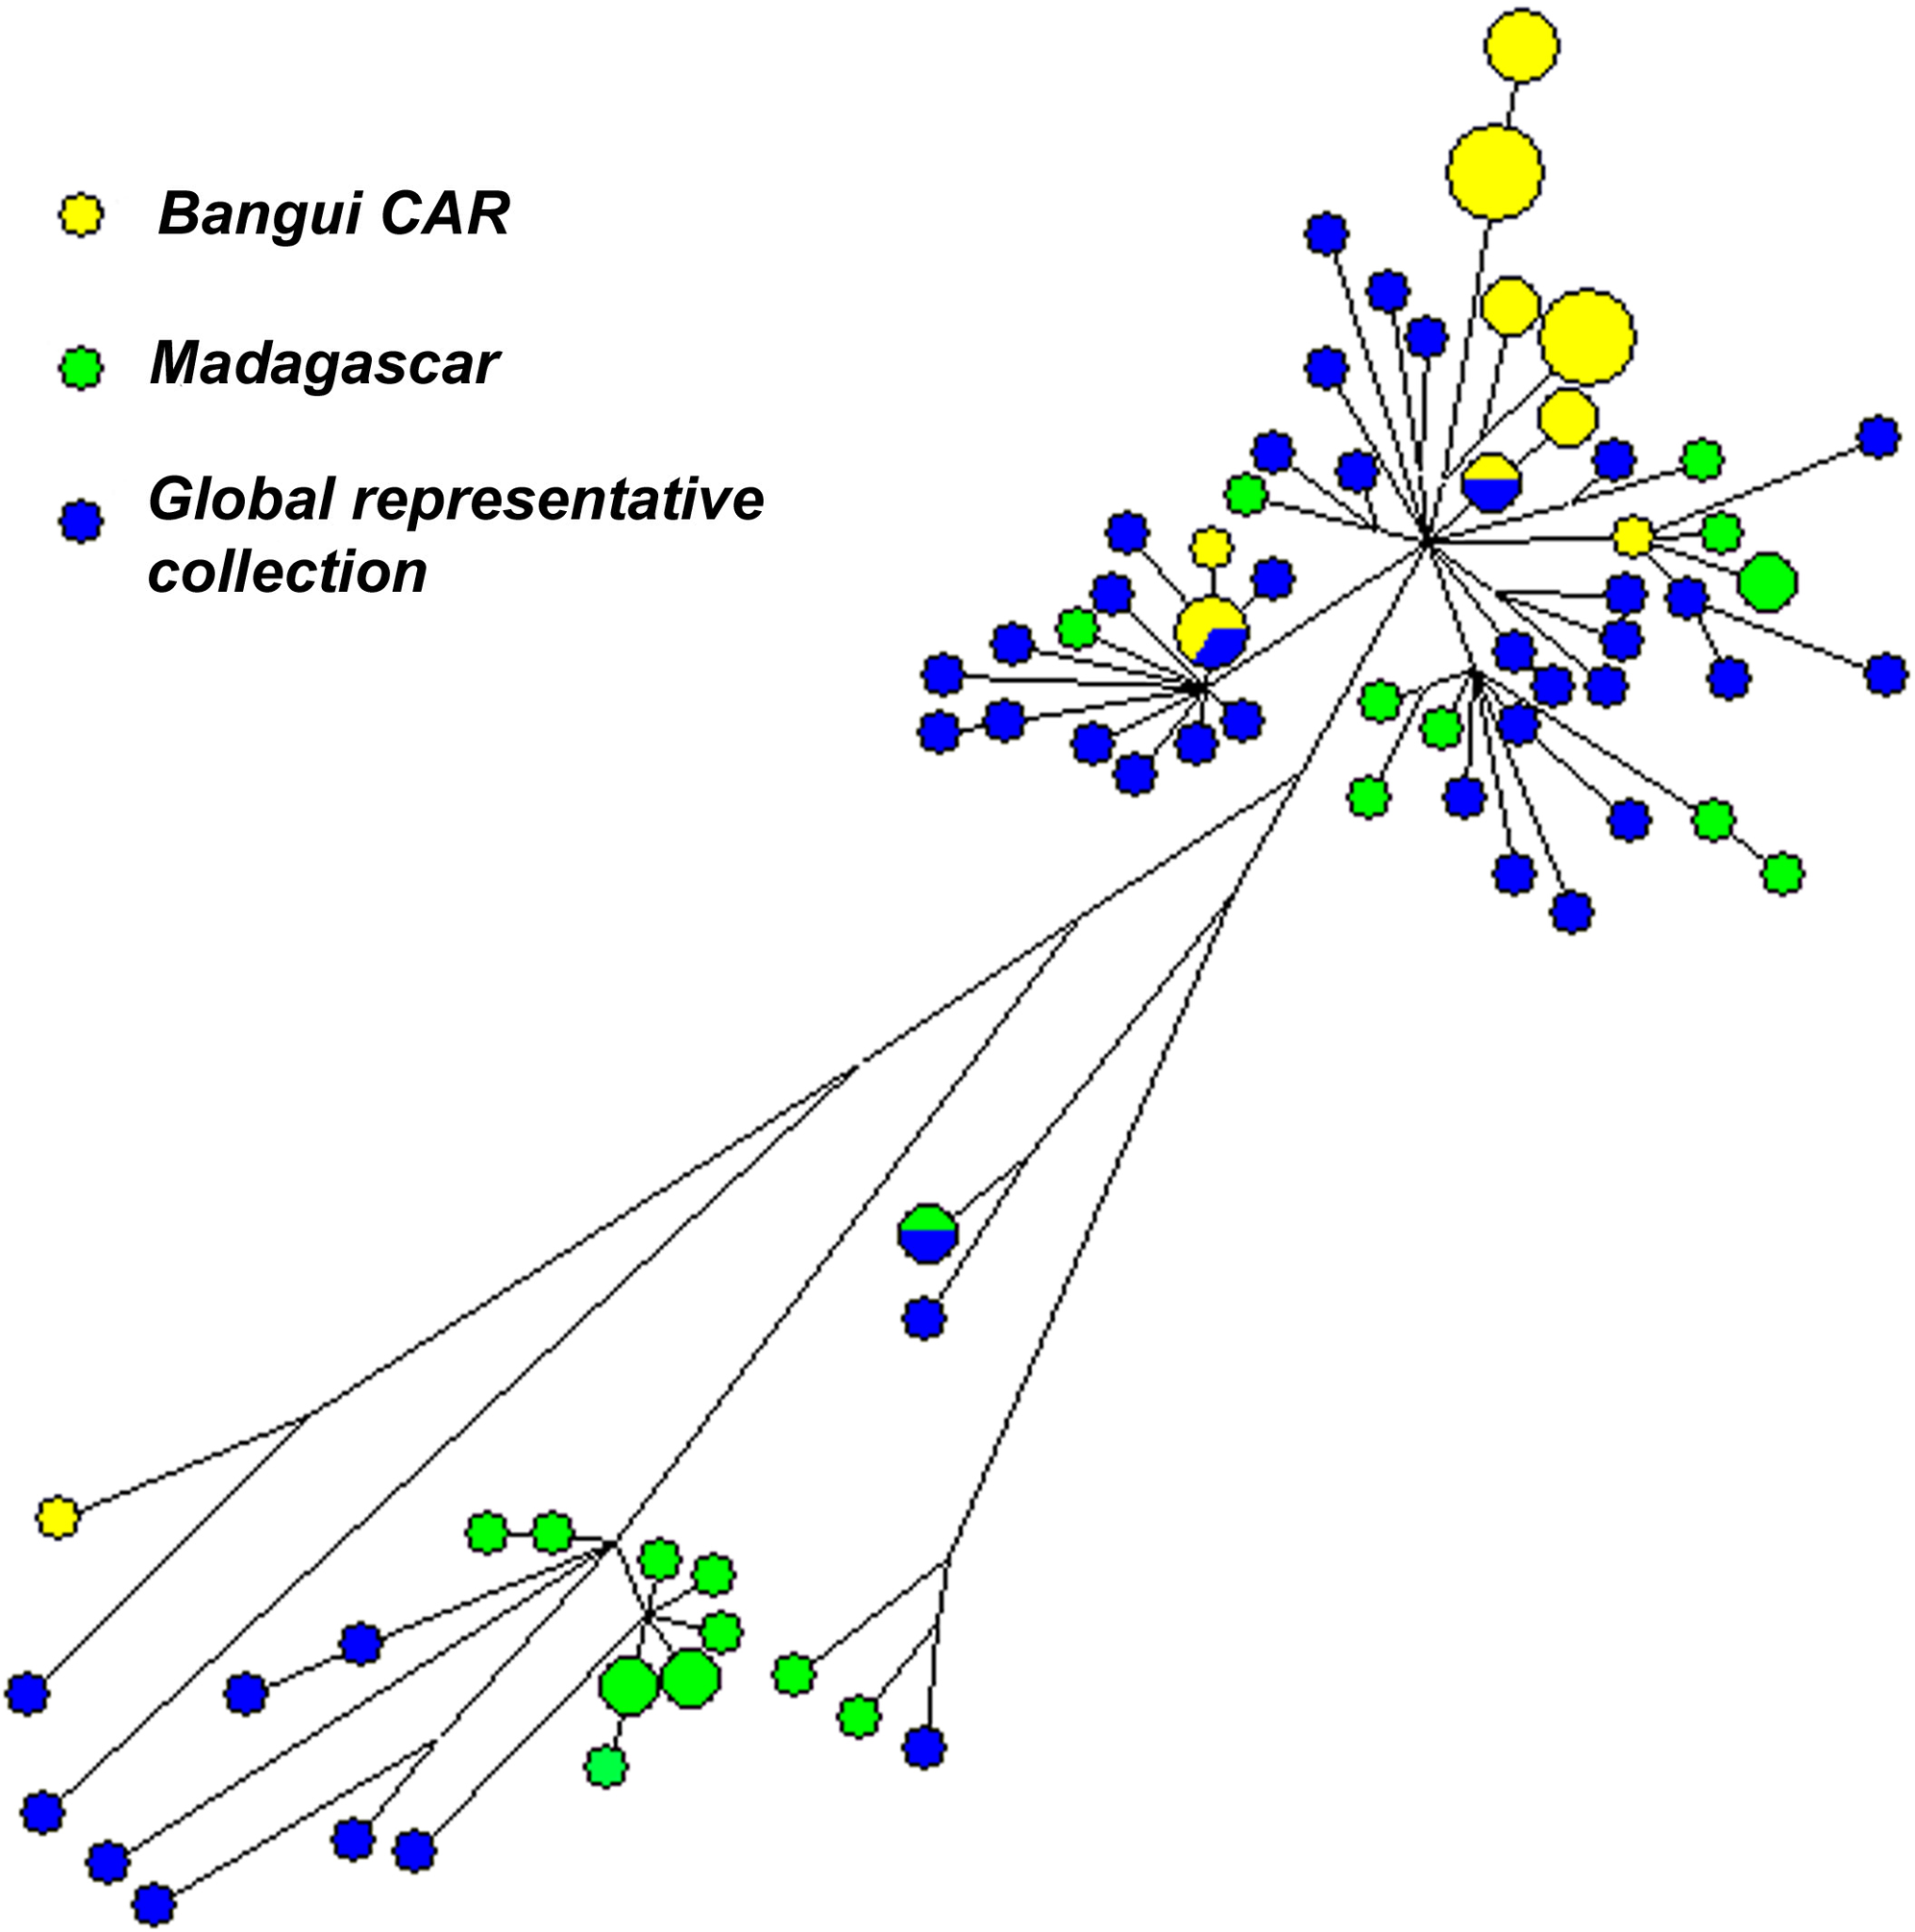 Bangui CAR
Madagascar
Global representative
collection